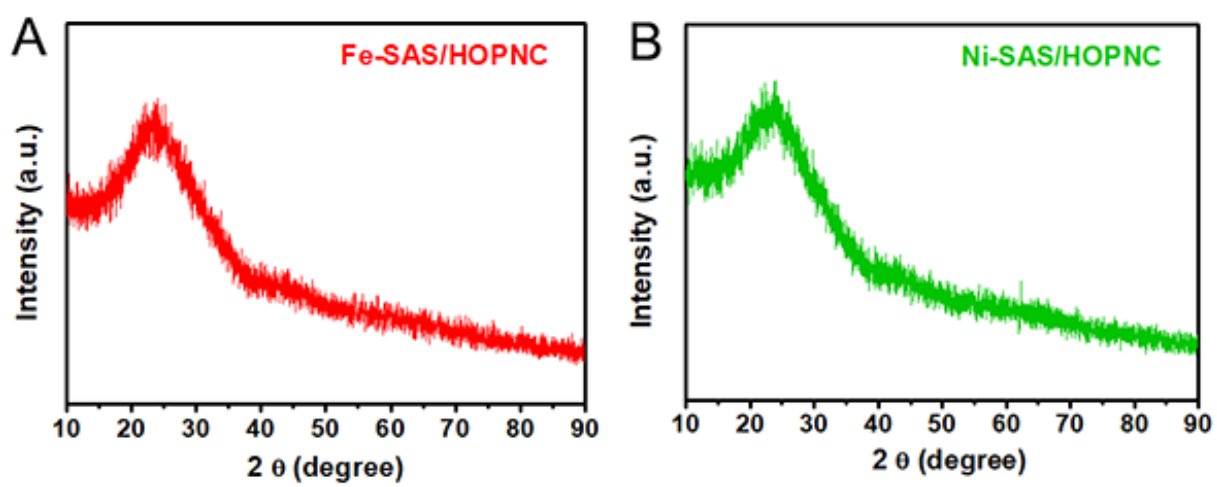 A
Fe-SAS/HOPNC
Intensity (a.u.)
10 20 30 40 50 60 70 80 90
2 θ (degree)
B
Ni-SAS/HOPNC
Intensity (a.u.)
10 20 30 40 50 60 70 80 90
2 θ (degree)